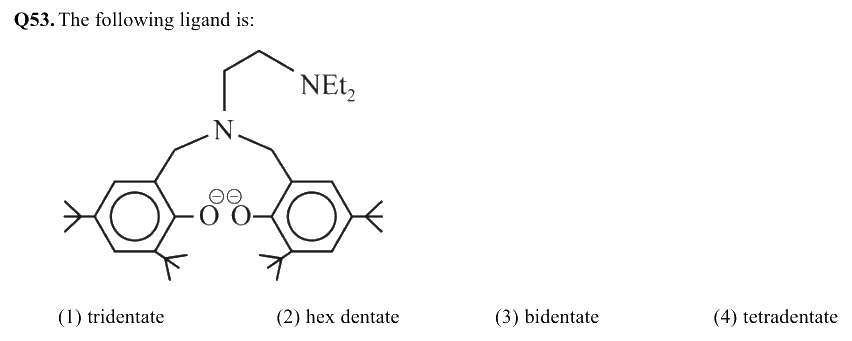 Q53. The following ligand is:
NEt₂
N
⊖⊖
O O
(1) tridentate (2) hex dentate (3) bidentate (4) tetradentate